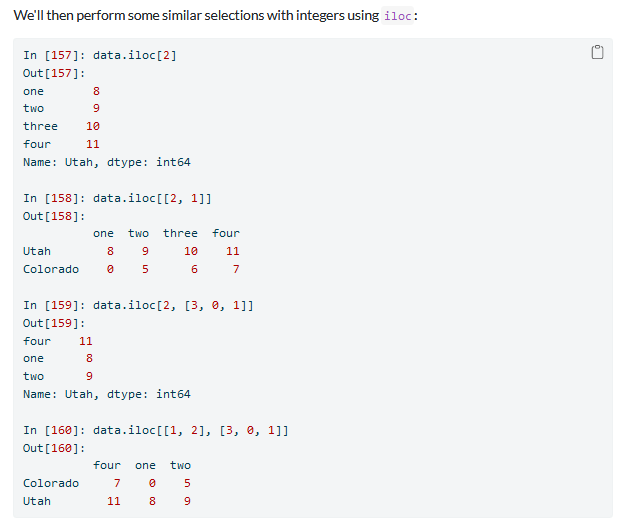 We'll then perform some similar selections with integers using iloc:
In [157]: data.iloc[2]
Out[157]:
one       8
two       9
three    10
four     11
Name: Utah, dtype: int64
In [158]: data.iloc[[2, 1]]
Out[158]:
          one  two  three  four
Utah        8    9     10    11
Colorado    0    5      6     7
In [159]: data.iloc[2, [3, 0, 1]]
Out[159]:
four    11
one      8
two      9
Name: Utah, dtype: int64
In [160]: data.iloc[[1, 2], [3, 0, 1]]
Out[160]:
          four  one  two
Colorado     7    0    5
Utah        11    8    9